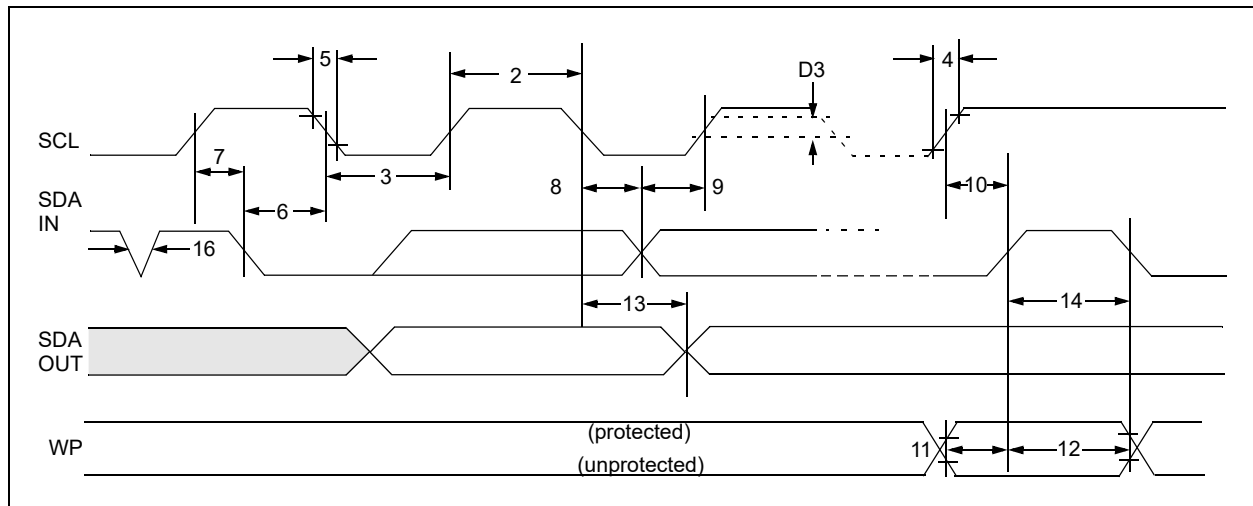 5
2
D3
4
SCL
7
3
8
9
10
SDA
IN
6
16
13
14
SDA
OUT
WP
(protected)
(unprotected)
11
12